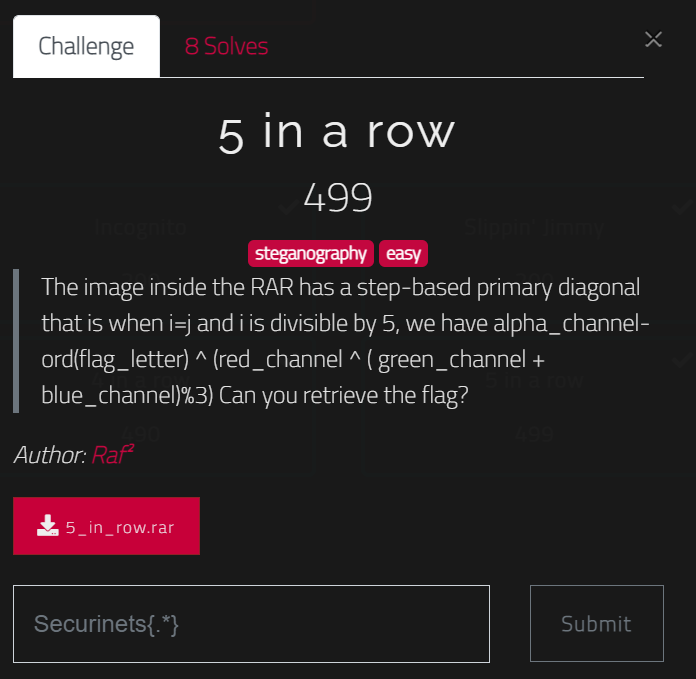 Challenge
8 Solves
5 in a row
499
steganography easy
The image inside the RAR has a step-based primary diagonal
that is when i=j and i is divisible by 5, we have alpha_channel-
ord(flag_letter) ^ (red_channel ^ ( green_channel +
blue_channel)%3) Can you retrieve the flag?
Author: Raf²
5_in_row.rar
Securinets{.*}
Submit